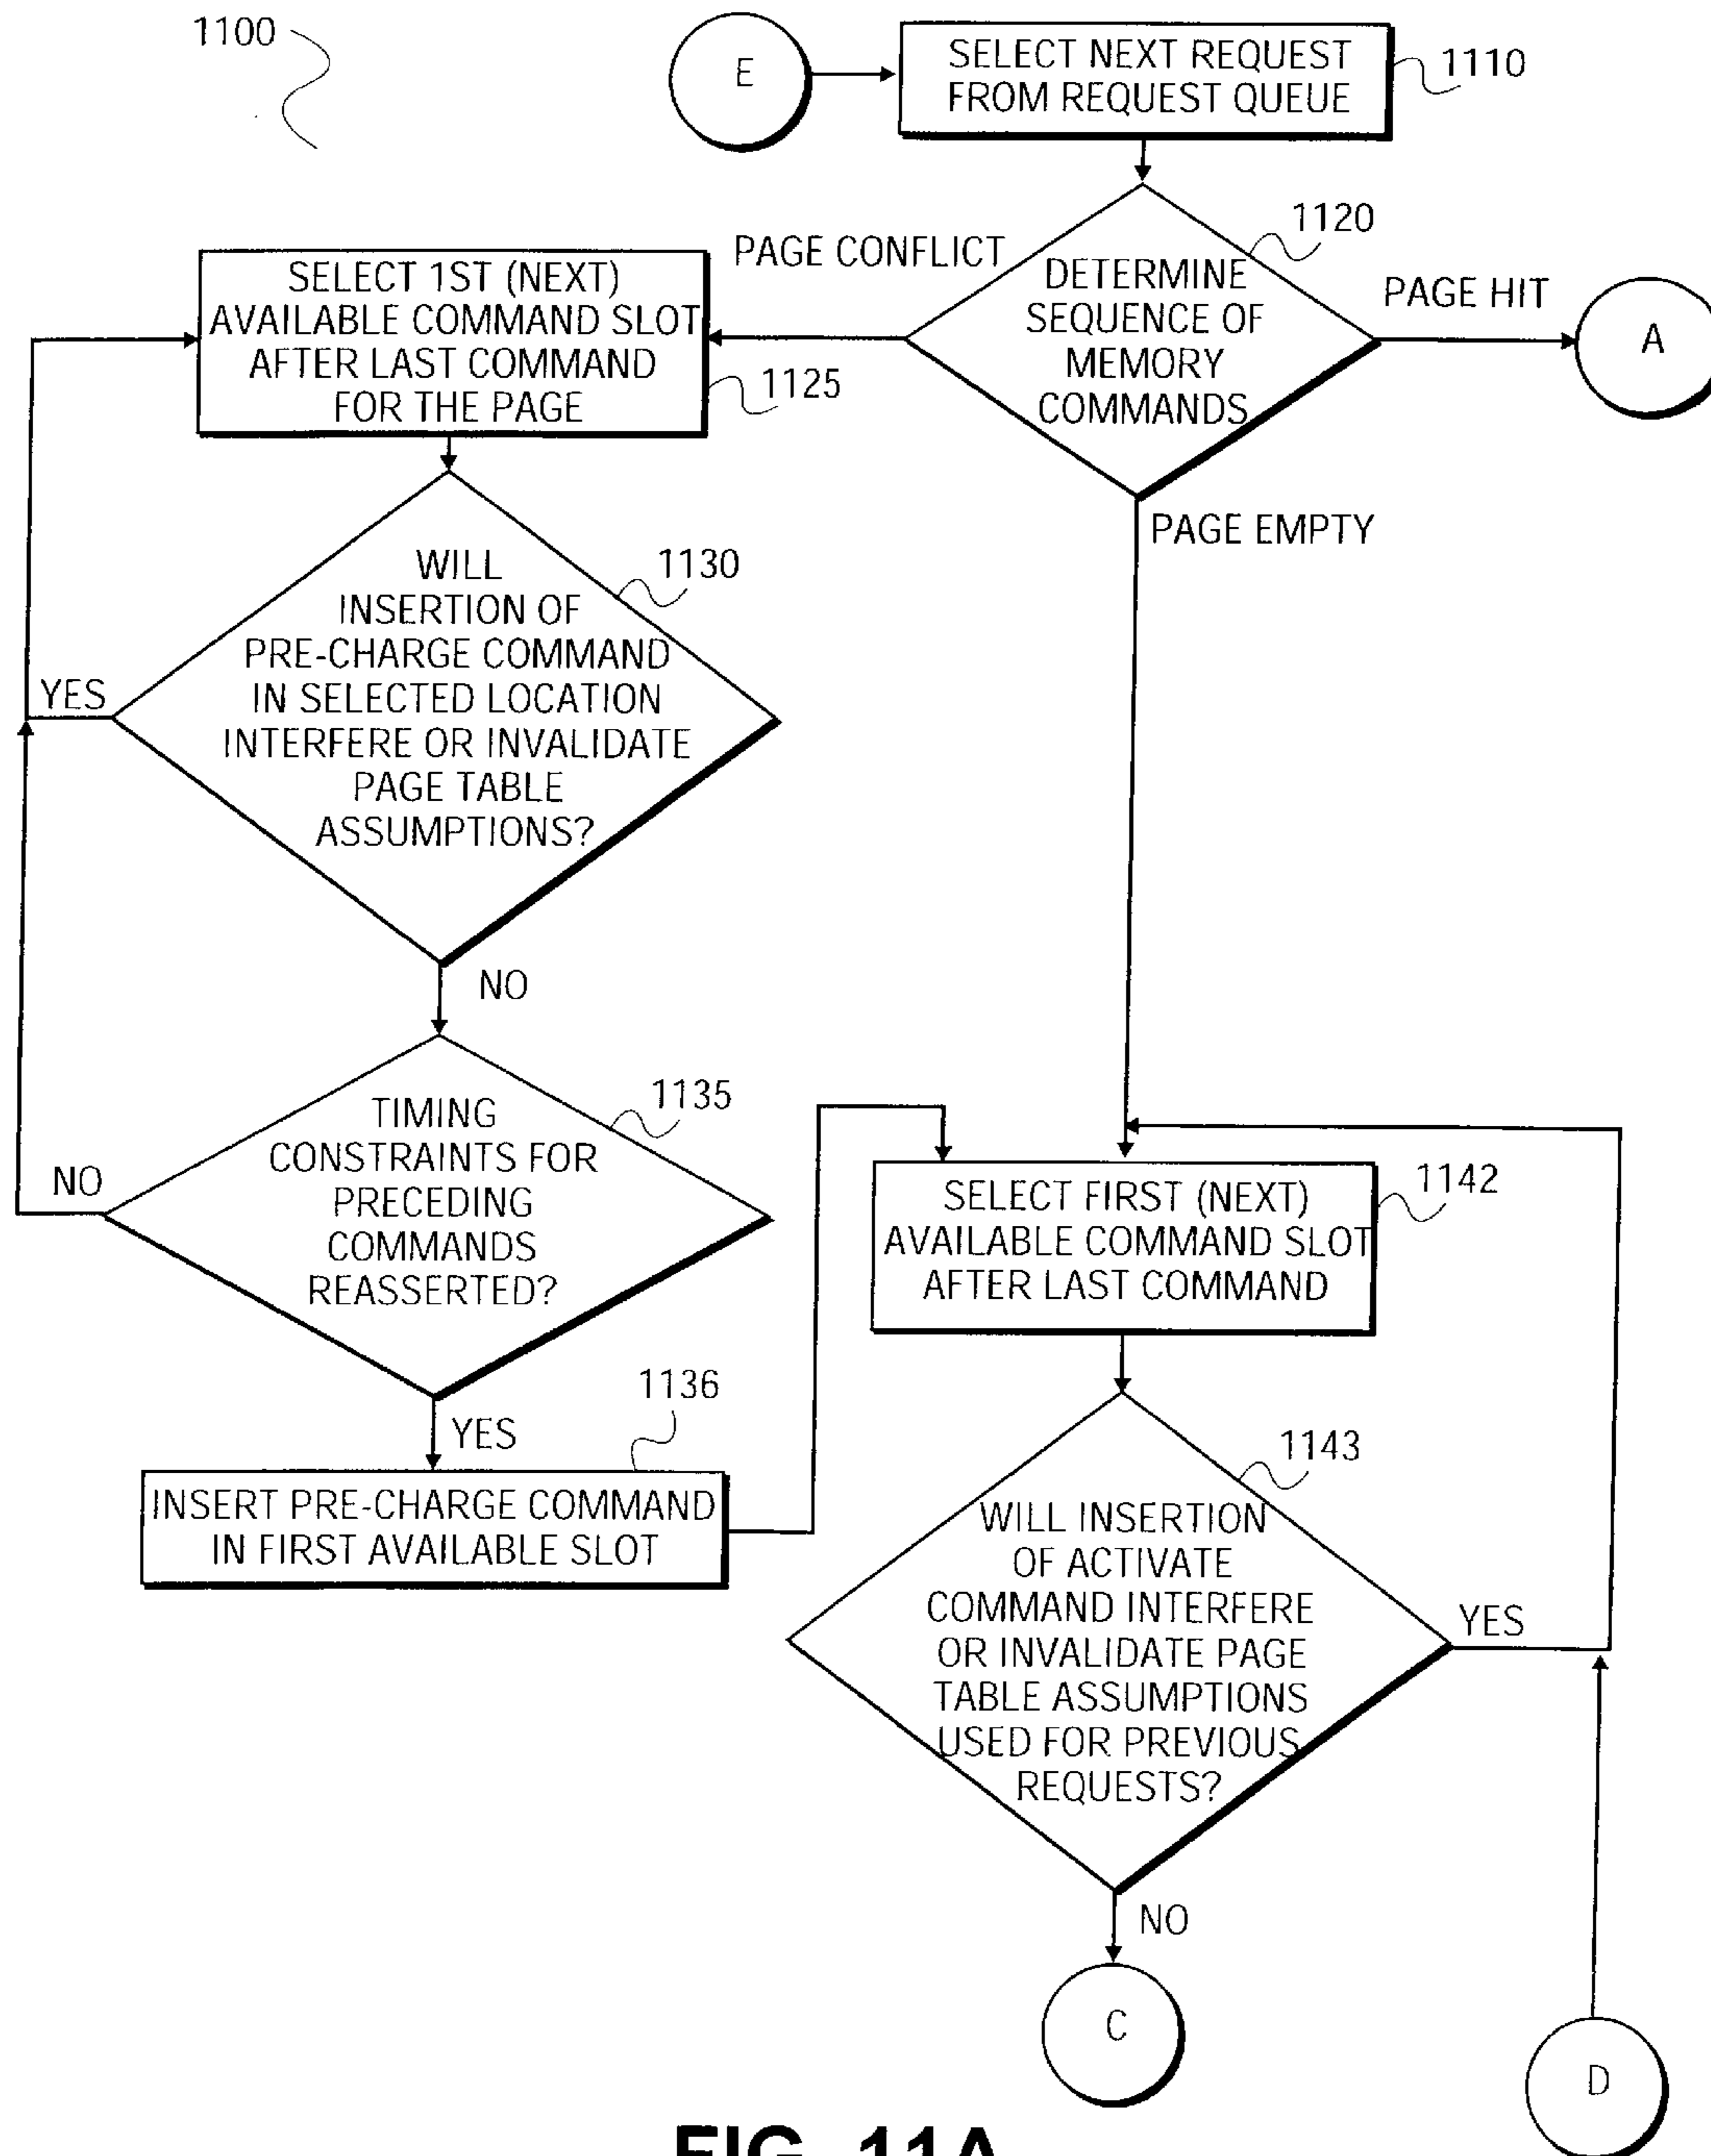 1100
E
SELECT NEXT REQUEST
FROM REQUEST QUEUE
1110
1120
PAGE CONFLICT
DETERMINE
SEQUENCE OF
MEMORY
COMMANDS
PAGE HIT
A
SELECT 1ST (NEXT)
AVAILABLE COMMAND SLOT
AFTER LAST COMMAND
FOR THE PAGE
1125
PAGE EMPTY
WILL
INSERTION OF
PRE-CHARGE COMMAND
IN SELECTED LOCATION
INTERFERE OR INVALIDATE
PAGE TABLE
ASSUMPTIONS?
1130
YES
NO
TIMING
CONSTRAINTS FOR
PRECEDING
COMMANDS
REASSERTED?
1135
NO
YES
1136
INSERT PRE-CHARGE COMMAND
IN FIRST AVAILABLE SLOT
SELECT FIRST (NEXT)
AVAILABLE COMMAND SLOT
AFTER LAST COMMAND
1142
1143
WILL INSERTION
OF ACTIVATE
COMMAND INTERFERE
OR INVALIDATE PAGE
TABLE ASSUMPTIONS
USED FOR PREVIOUS
REQUESTS?
YES
NO
C
D
FIG. 11A